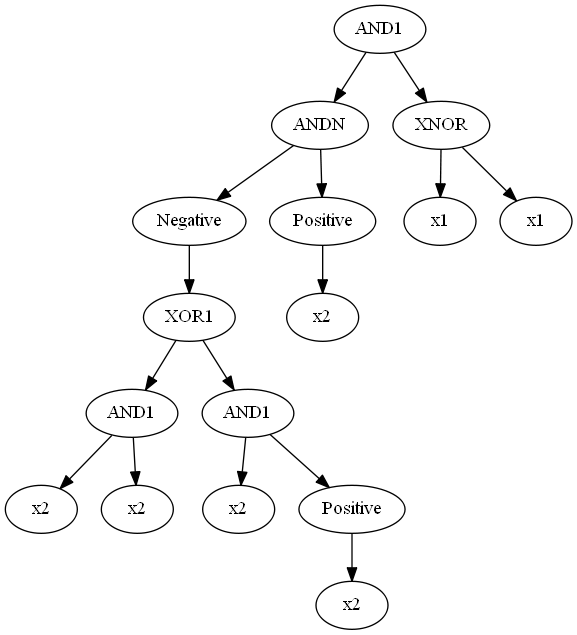 AND1
ANDN
XNOR
Negative
Positive
x1
x1
XOR1
x2
AND1
AND1
x2
x2
x2
Positive
x2